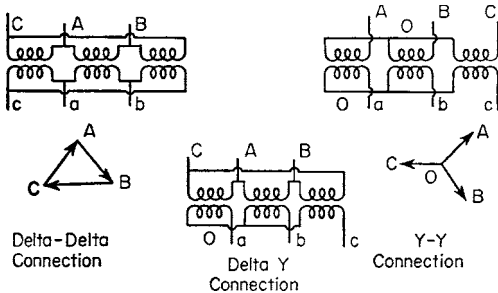 C A B
c a b
A
C B
Delta-Delta
Connection
C A B
O a b c
Delta Y
Connection
A O B C
O a b c
A
C O
B
Y-Y
Connection